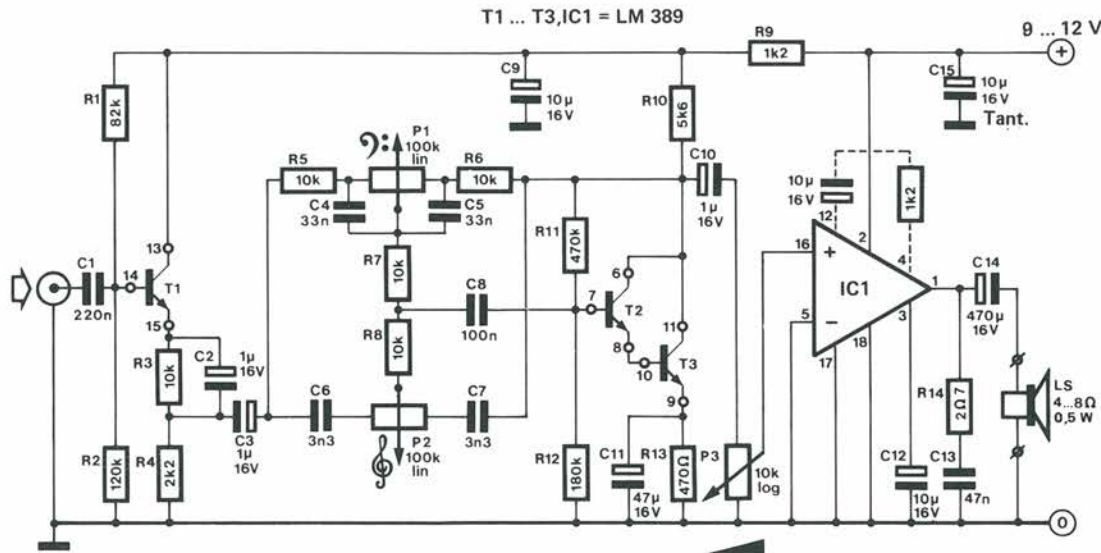 T1 ... T3,IC1 = LM 389
9 ... 12 V
+
R9
1k2
C9
10µ
16V
C15
10µ
16V
Tant.
R1
82k
R10
5k6
P1
100k
lin
R5
10k
R6
10k
C4
33n
C5
33n
C10
1µ
16V
10µ
16V
1k2
12
2
4
16
+
IC1
5
−
17
18
3
1
C14
470µ
16V
13
C1
220n
14
T1
15
R3
10k
C2
1µ
16V
R7
10k
R8
10k
C8
100n
R11
470k
6
7
T2
8
10
11
T3
9
C3
1µ
16V
C6
3n3
C7
3n3
P2
100k
lin
R14
2Ω7
LS
4...8Ω
0,5 W
R2
120k
R4
2k2
R12
180k
C11
47µ
16V
R13
470Ω
P3
10k
log
C12
10µ
16V
C13
47n
0